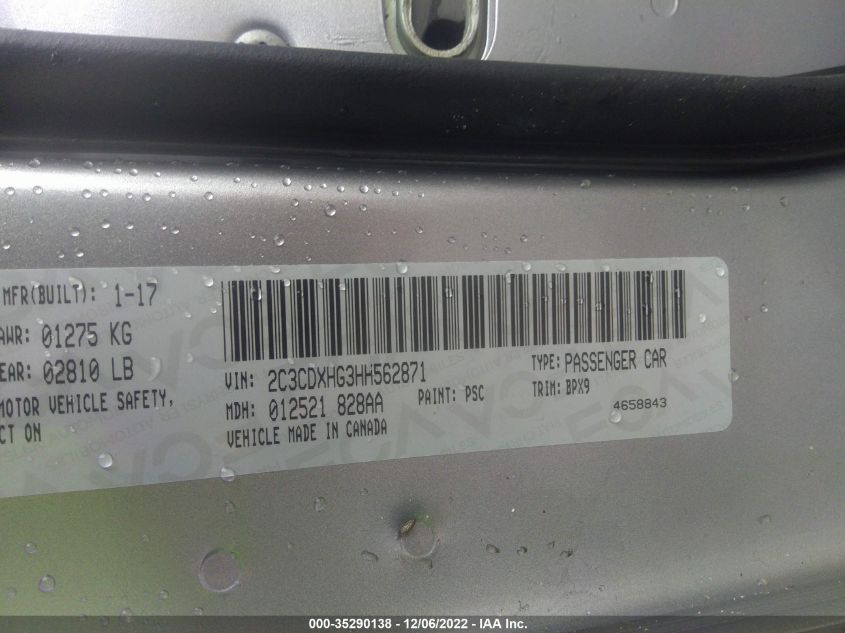 MFR(BUILT): 1-17
AWR: 01275 KG
EAR: 02810 LB
MOTOR VEHICLE SAFETY,
CT ON
VIN: 2C3CDXHG3HH562871
TYPE: PASSENGER CAR
MDH: 012521 828AA
PAINT: PSC
TRIM: BPX9
VEHICLE MADE IN CANADA
4658843
000-35290138 - 12/06/2022 - IAA Inc.